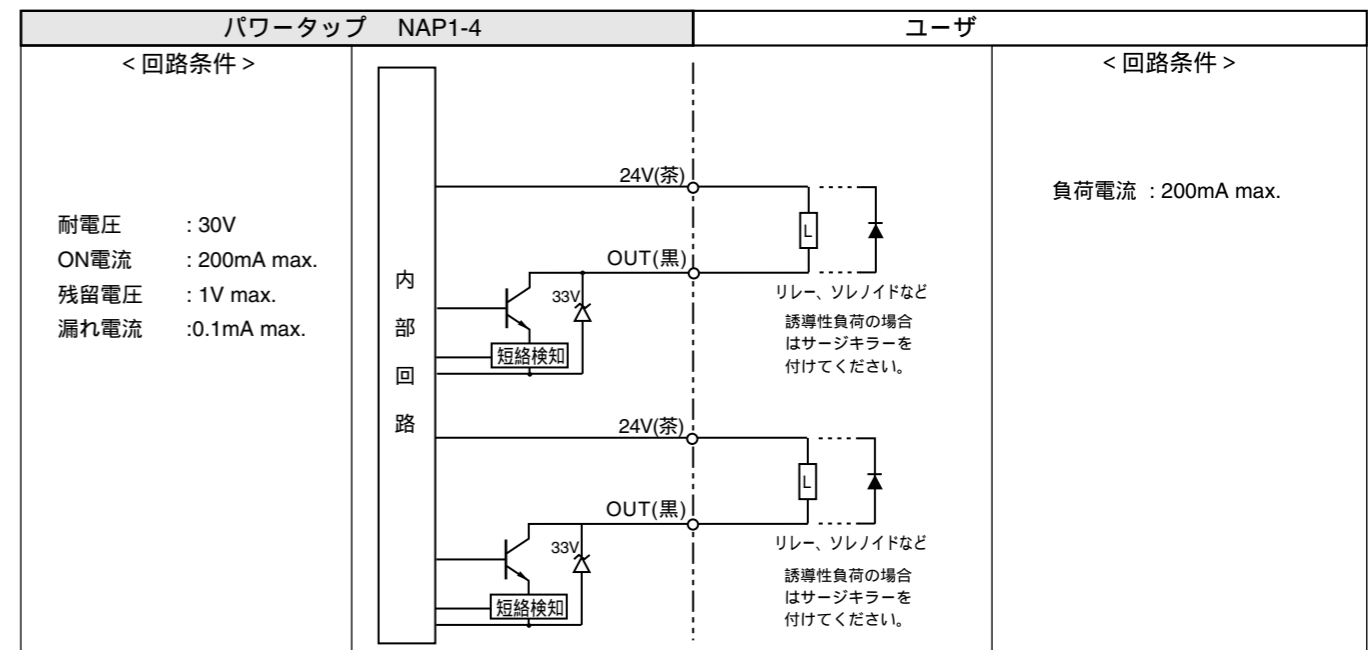 パワータップ NAP1-4
ユーザ
<回路条件>
耐電圧 : 30V
ON電流 : 200mA max.
残留電圧 : 1V max.
漏れ電流 :0.1mA max.
内
部
回
路
24V(茶)
OUT(黒)
33V
短絡検知
L
リレー、ソレノイドなど
誘導性負荷の場合
はサージキラーを
付けてください。
24V(茶)
OUT(黒)
33V
短絡検知
L
リレー、ソレノイドなど
誘導性負荷の場合
はサージキラーを
付けてください。
<回路条件>
負荷電流 : 200mA max.